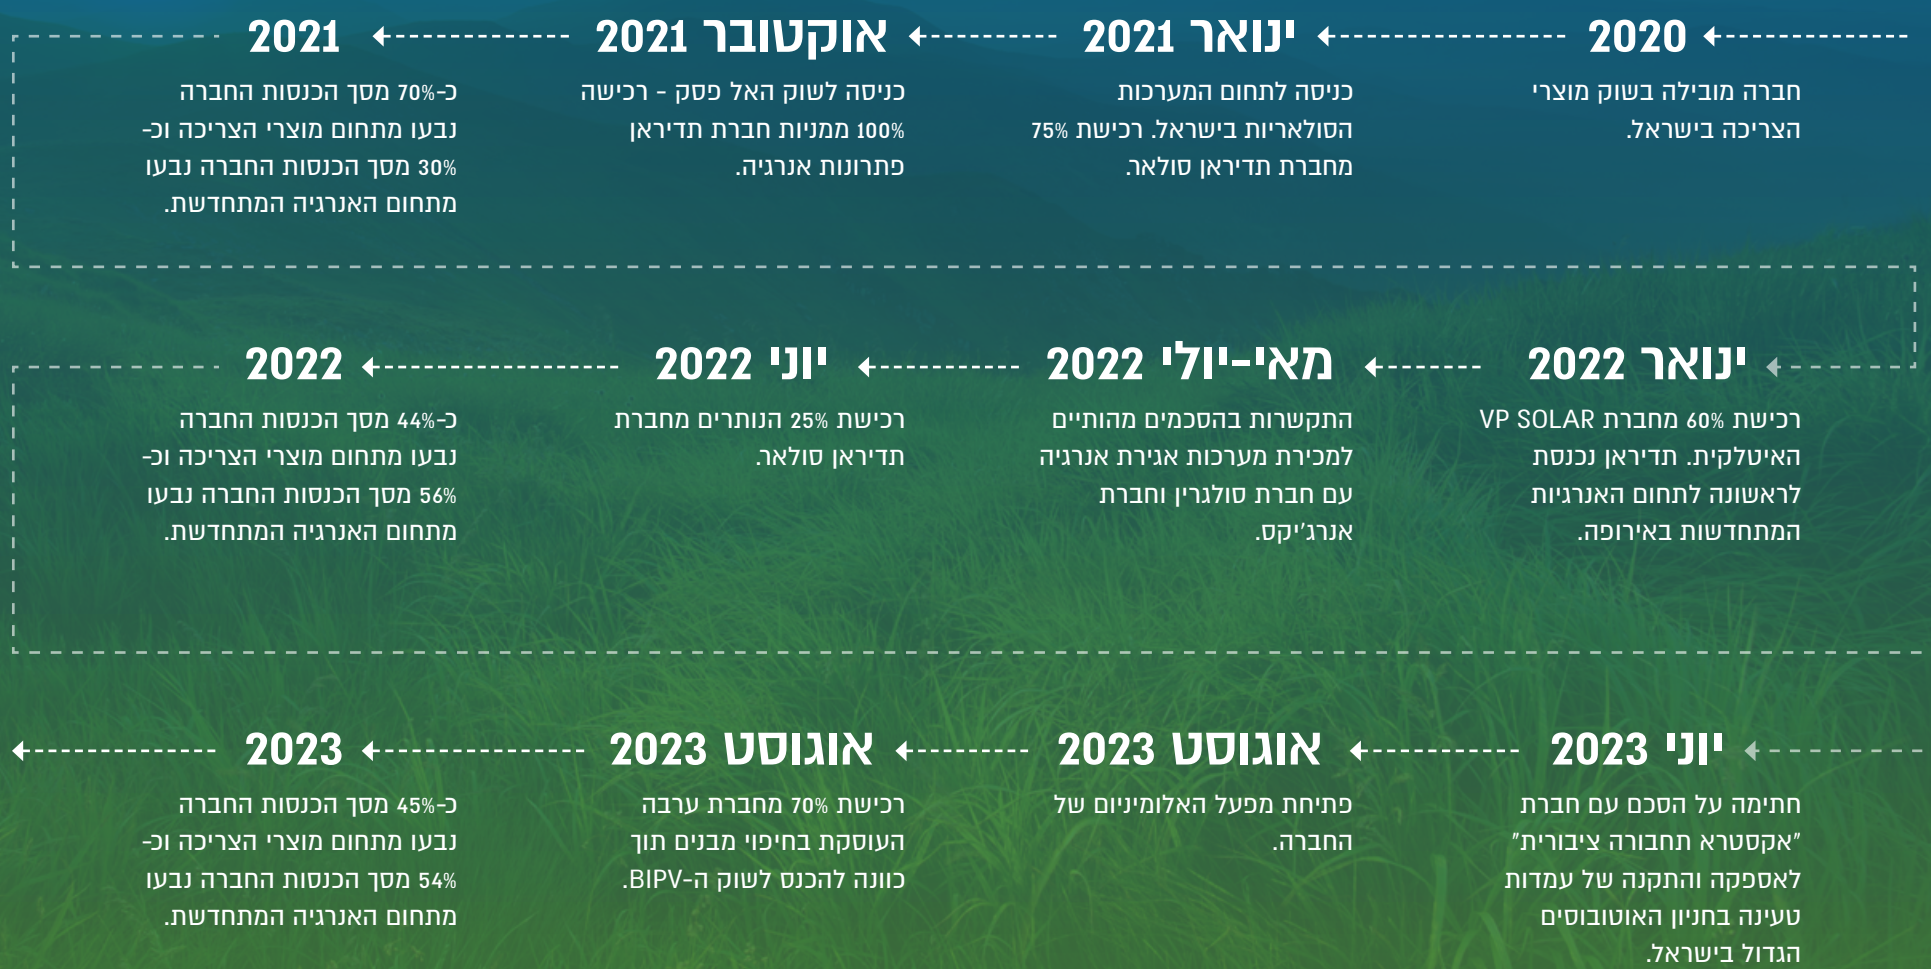 2020
חברה מובילה בשוק מוצרי
הצריכה בישראל.
ינואר 2021
כניסה לתחום המערכות
הסולאריות בישראל. רכישת 75%
מחברת תדיראן סולאר.
אוקטובר 2021
כניסה לשוק האל פסק - רכישה
100% ממניות חברת תדיראן
פתרונות אנרגיה.
2021
כ-70% מסך הכנסות החברה
נבעו מתחום מוצרי הצריכה וכ-
30% מסך הכנסות החברה נבעו
מתחום האנרגיה המתחדשת.
ינואר 2022
רכישת 60% מחברת VP SOLAR
האיטלקית. תדיראן נכנסת
לראשונה לתחום האנרגיות
המתחדשות באירופה.
מאי-יולי 2022
התקשרות בהסכמים מהותיים
למכירת מערכות אגירת אנרגיה
עם חברת סולגרין וחברת
אנרג'יקס.
יוני 2022
רכישת 25% הנותרים מחברת
תדיראן סולאר.
2022
כ-44% מסך הכנסות החברה
נבעו מתחום מוצרי הצריכה וכ-
56% מסך הכנסות החברה נבעו
מתחום האנרגיה המתחדשת.
יוני 2023
חתימה על הסכם עם חברת
"אקסטרא תחבורה ציבורית"
לאספקה והתקנה של עמדות
טעינה בחניון האוטובוסים
הגדול בישראל.
אוגוסט 2023
פתיחת מפעל האלומיניום של
החברה.
אוגוסט 2023
רכישת 70% מחברת ערבה
העוסקת בחיפוי מבנים תוך
כוונה להכנס לשוק ה-BIPV.
2023
כ-45% מסך הכנסות החברה
נבעו מתחום מוצרי הצריכה וכ-
54% מסך הכנסות החברה נבעו
מתחום האנרגיה המתחדשת.